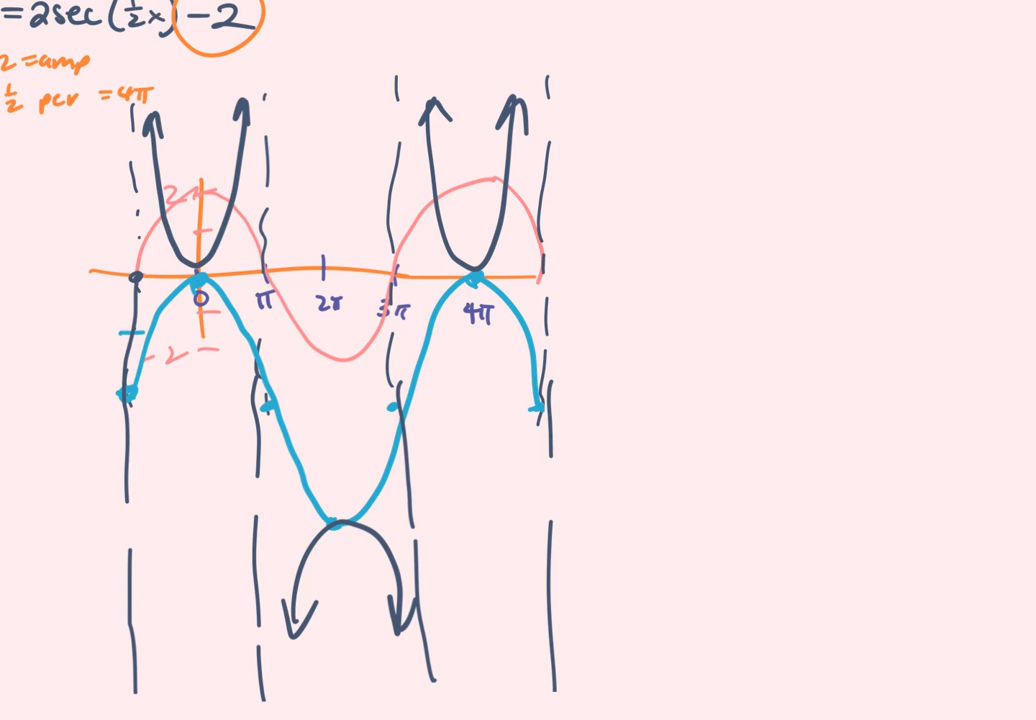 = 2sec(½x) - 2
2 = amp
½ per = 4π
2
0 π 2π 3π 4π
-2